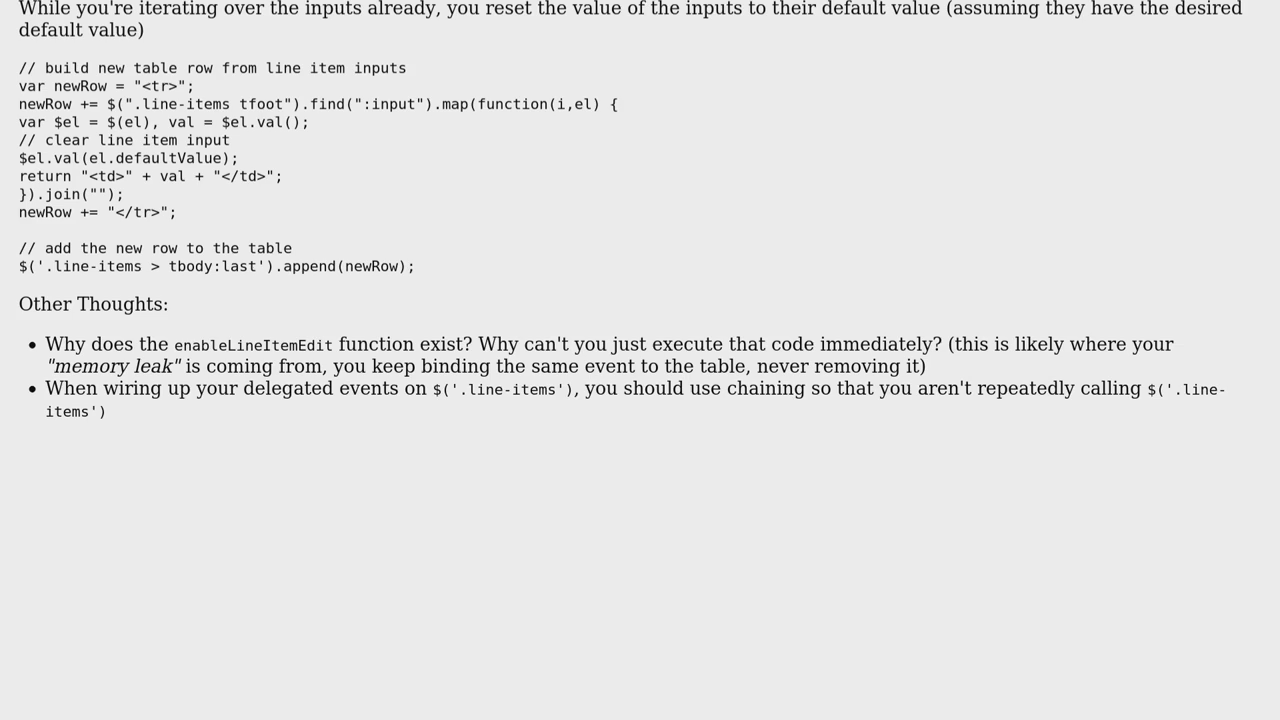 While you're iterating over the inputs already, you reset the value of the inputs to their default value (assuming they have the desired
default value)
// build new table row from line item inputs
var newRow = "<tr>";
newRow += $(".line-items tfoot").find(":input").map(function(i,el) {
var $el = $(el), val = $el.val();
// clear line item input
$el.val(el.defaultValue);
return "<td>" + val + "</td>";
}).join("");
newRow += "</tr>";
// add the new row to the table
$('.line-items > tbody:last').append(newRow);
Other Thoughts:
• Why does the enableLineItemEdit function exist? Why can't you just execute that code immediately? (this is likely where your
"memory leak" is coming from, you keep binding the same event to the table, never removing it)
• When wiring up your delegated events on $('.line-items'), you should use chaining so that you aren't repeatedly calling $('.line-
items')